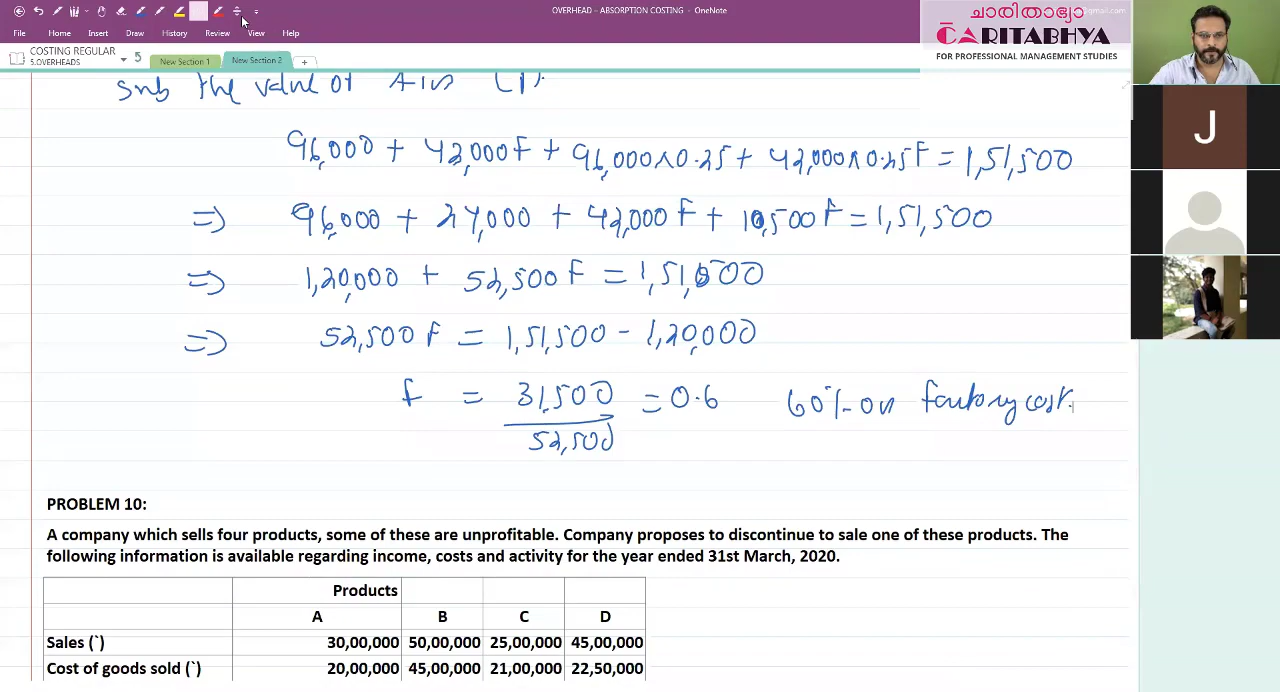 OVERHEAD – ABSORPTION COSTING - OneNote
@gmail.com
File Home Insert Draw History Review View Help
ചാരിതാഭ്യാ
C̄ARITABHYA
FOR PROFESSIONAL MANAGEMENT STUDIES
COSTING REGULAR
5.OVERHEADS
5
New Section 1
New Section 2
+
Sub the value of A in (1).
96,000 + 42,000F + 96,000×0.25 + 42,000×0.25F = 1,51,500
=> 96,000 + 24,000 + 42,000F + 10,500F = 1,51,500
=> 1,20,000 + 52,500F = 1,51,500
=> 52,500F = 1,51,500 - 1,20,000
F = 31,500 = 0.6 60% on factory cost.
52,500
J
PROBLEM 10:
A company which sells four products, some of these are unprofitable. Company proposes to discontinue to sale one of these products. The
following information is available regarding income, costs and activity for the year ended 31st March, 2020.
Products
A B C D
Sales (`) 30,00,000 50,00,000 25,00,000 45,00,000
Cost of goods sold (`) 20,00,000 45,00,000 21,00,000 22,50,000